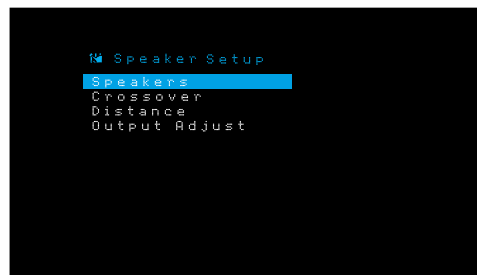 Speaker Setup
Speakers
Crossover
Distance
Output Adjust